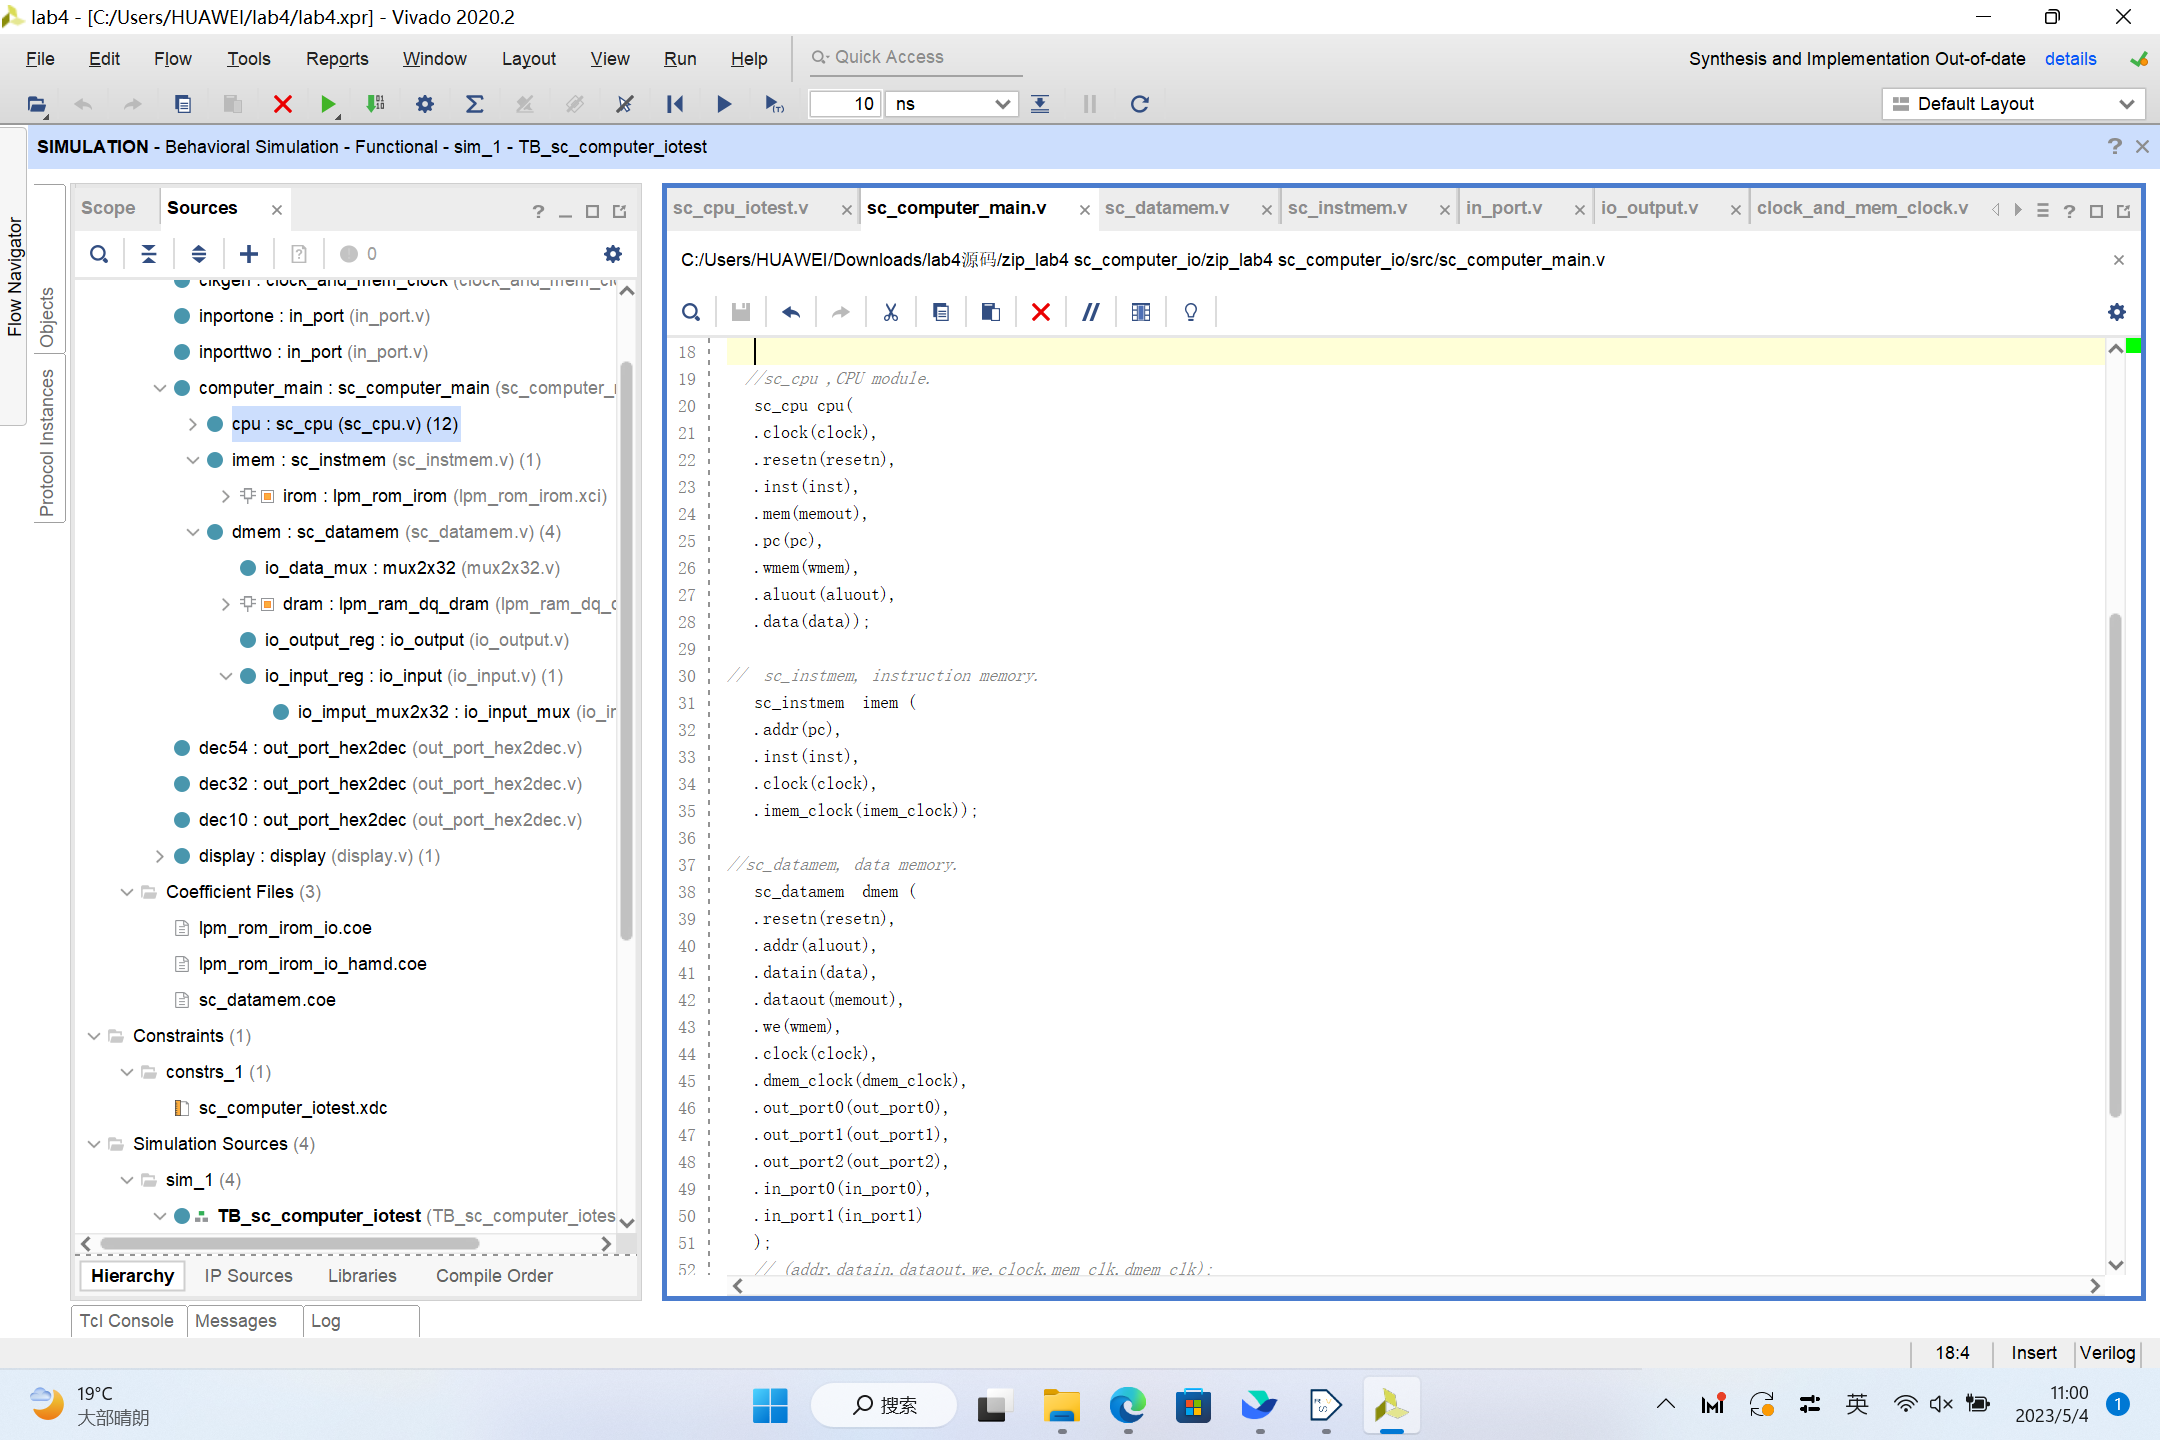 lab4 - [C:/Users/HUAWEI/lab4/lab4.xpr] - Vivado 2020.2
File Edit Flow Tools Reports Window Layout View Run Help Quick Access
Synthesis and Implementation Out-of-date details
10 ns
Default Layout
SIMULATION - Behavioral Simulation - Functional - sim_1 - TB_sc_computer_iotest
Flow Navigator
Objects
Protocol Instances
Scope Sources
0
clkgen : clock_and_mem_clock (clock_and_mem_cl
inportone : in_port (in_port.v)
inporttwo : in_port (in_port.v)
computer_main : sc_computer_main (sc_computer_
cpu : sc_cpu (sc_cpu.v) (12)
imem : sc_instmem (sc_instmem.v) (1)
irom : lpm_rom_irom (lpm_rom_irom.xci)
dmem : sc_datamem (sc_datamem.v) (4)
io_data_mux : mux2x32 (mux2x32.v)
dram : lpm_ram_dq_dram (lpm_ram_dq_
io_output_reg : io_output (io_output.v)
io_input_reg : io_input (io_input.v) (1)
io_imput_mux2x32 : io_input_mux (io_ir
dec54 : out_port_hex2dec (out_port_hex2dec.v)
dec32 : out_port_hex2dec (out_port_hex2dec.v)
dec10 : out_port_hex2dec (out_port_hex2dec.v)
display : display (display.v) (1)
Coefficient Files (3)
lpm_rom_irom_io.coe
lpm_rom_irom_io_hamd.coe
sc_datamem.coe
Constraints (1)
constrs_1 (1)
sc_computer_iotest.xdc
Simulation Sources (4)
sim_1 (4)
TB_sc_computer_iotest (TB_sc_computer_iotes
Hierarchy IP Sources Libraries Compile Order
Tcl Console Messages Log
sc_cpu_iotest.v sc_computer_main.v sc_datamem.v sc_instmem.v in_port.v io_output.v clock_and_mem_clock.v
C:/Users/HUAWEI/Downloads/lab4源码/zip_lab4 sc_computer_io/zip_lab4 sc_computer_io/src/sc_computer_main.v
18
19 //sc_cpu ,CPU module.
20 sc_cpu cpu(
21 .clock(clock),
22 .resetn(resetn),
23 .inst(inst),
24 .mem(memout),
25 .pc(pc),
26 .wmem(wmem),
27 .aluout(aluout),
28 .data(data));
29
30 // sc_instmem, instruction memory.
31 sc_instmem imem (
32 .addr(pc),
33 .inst(inst),
34 .clock(clock),
35 .imem_clock(imem_clock));
36
37 //sc_datamem, data memory.
38 sc_datamem dmem (
39 .resetn(resetn),
40 .addr(aluout),
41 .datain(data),
42 .dataout(memout),
43 .we(wmem),
44 .clock(clock),
45 .dmem_clock(dmem_clock),
46 .out_port0(out_port0),
47 .out_port1(out_port1),
48 .out_port2(out_port2),
49 .in_port0(in_port0),
50 .in_port1(in_port1)
51 );
52 // (addr,datain,dataout,we,clock,mem_clk,dmem_clk);
18:4 Insert Verilog
19°C
大部晴朗
搜索
英
11:00
2023/5/4
1